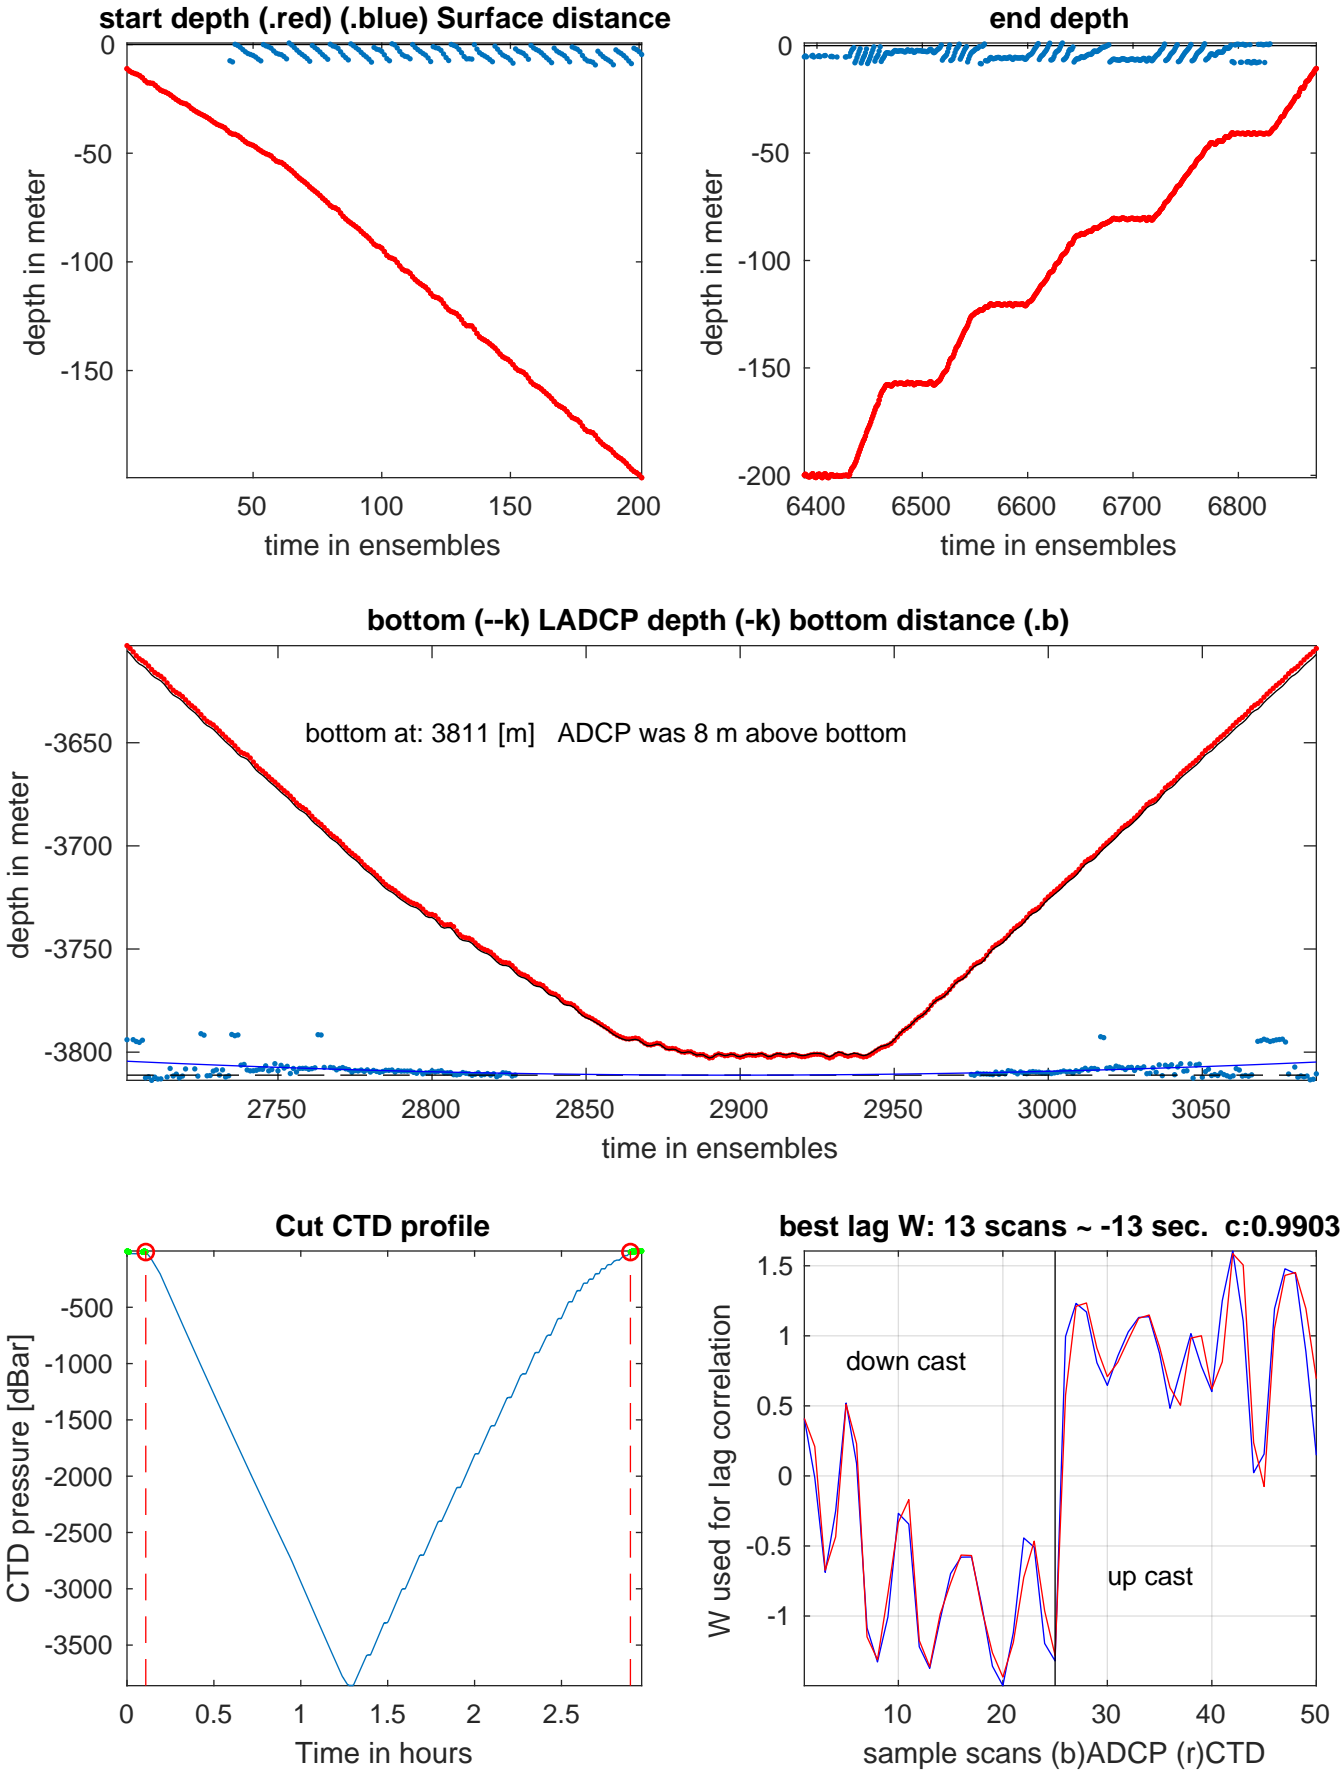 start depth (.red) (.blue) Surface distance
0
-50
-100
-150
depth in meter
50
100
150
200
time in ensembles
end depth
0
-50
-100
-150
-200
depth in meter
6400
6500
6600
6700
6800
time in ensembles
bottom (--k) LADCP depth (-k) bottom distance (.b)
bottom at: 3811 [m] ADCP was 8 m above bottom
-3650
-3700
-3750
-3800
depth in meter
2750
2800
2850
2900
2950
3000
3050
time in ensembles
Cut CTD profile
-500
-1000
-1500
-2000
-2500
-3000
-3500
CTD pressure [dBar]
0
0.5
1
1.5
2
2.5
Time in hours
best lag W: 13 scans ~ -13 sec. c:0.9903
1.5
1
0.5
0
-0.5
-1
W used for lag correlation
down cast
up cast
10
20
30
40
50
sample scans (b)ADCP (r)CTD